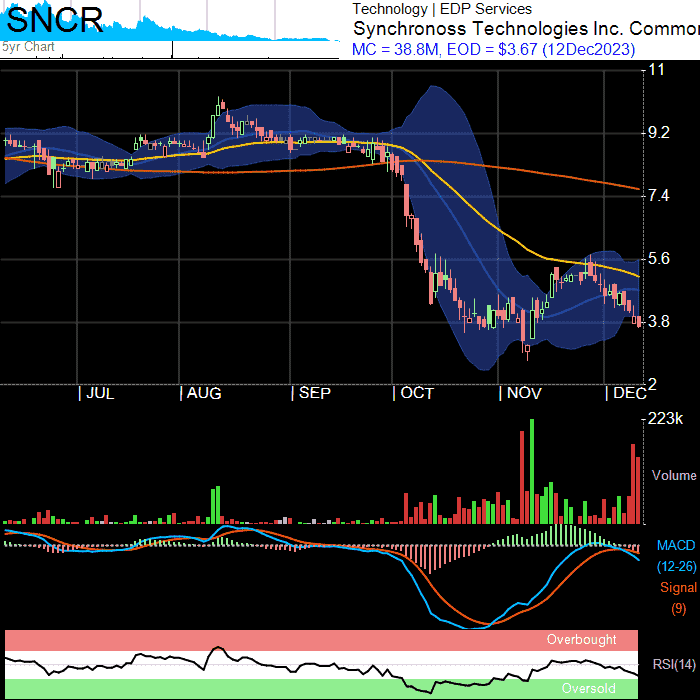 SNCR
5yr Chart
Technology | EDP Services
Synchronoss Technologies Inc. Commo
MC = 38.8M, EOD = $3.67 (12Dec2023)
11
9.2
7.4
5.6
3.8
2
JUL AUG SEP OCT NOV DEC
223k
Volume
MACD
(12-26)
Signal
(9)
Overbought
RSI(14)
Oversold